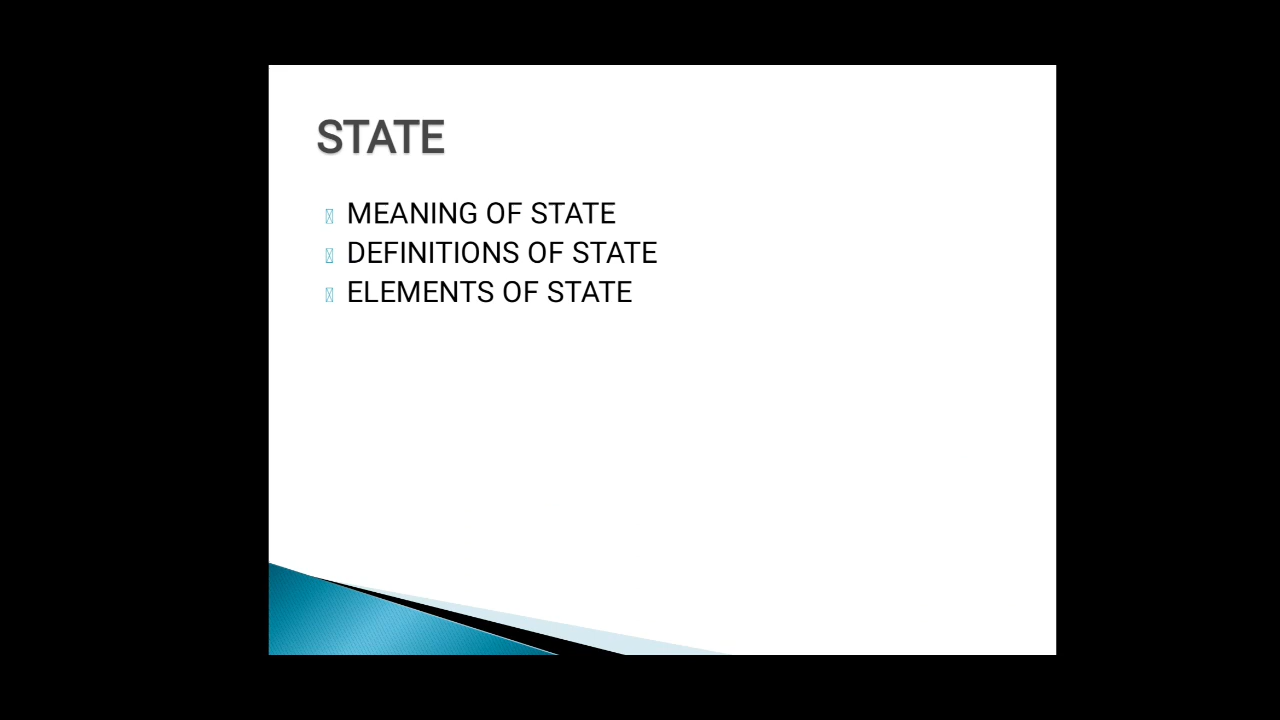 STATE
MEANING OF STATE
DEFINITIONS OF STATE
ELEMENTS OF STATE